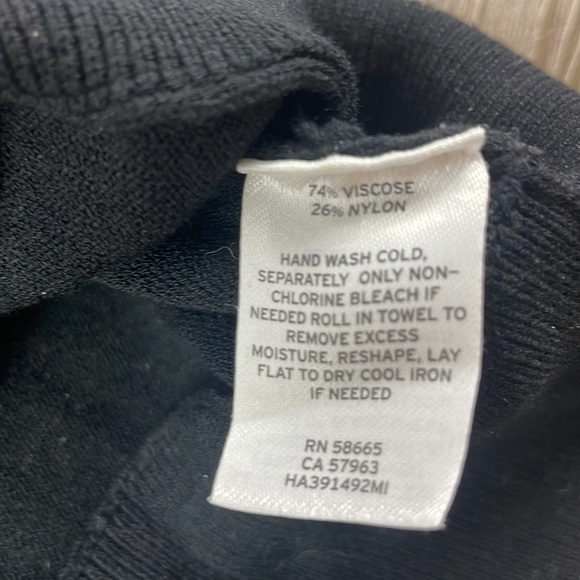 74% VISCOSE
26% NYLON
HAND WASH COLD,
SEPARATELY ONLY NON-
CHLORINE BLEACH IF
NEEDED ROLL IN TOWEL TO
REMOVE EXCESS
MOISTURE, RESHAPE, LAY
FLAT TO DRY COOL IRON
IF NEEDED
RN 58665
CA 57963
HA391492MI